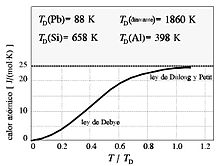 T_D(Pb)= 88 K T_D(diamante)= 1860 K
T_D(Si)= 658 K T_D(Al)= 398 K
calor atómico [J/(mol·K)]
25
20
15
10
5
0
ley de Dulong y Petit
ley de Debye
0 0.2 0.4 0.6 0.8 1.0 1.2
T / T_D